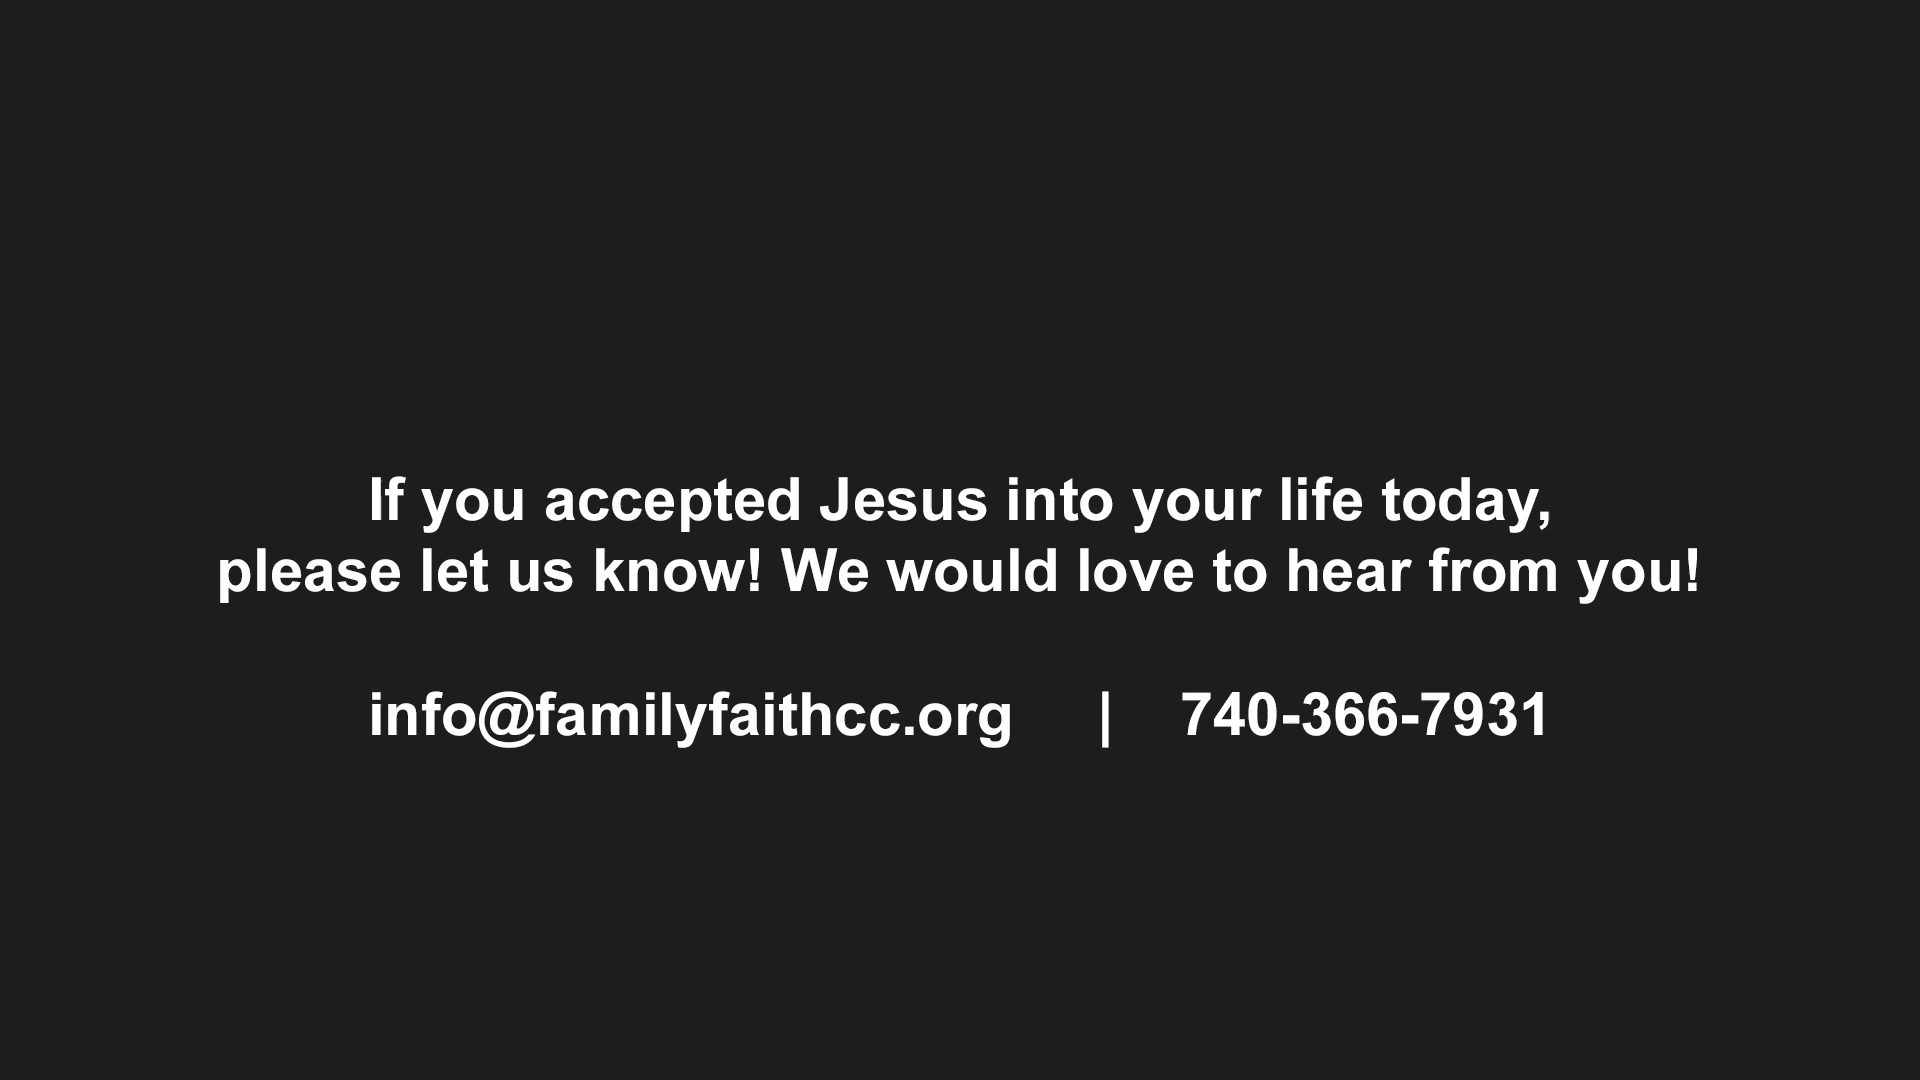 If you accepted Jesus into your life today,
please let us know! We would love to hear from you!
info@familyfaithcc.org | 740-366-7931